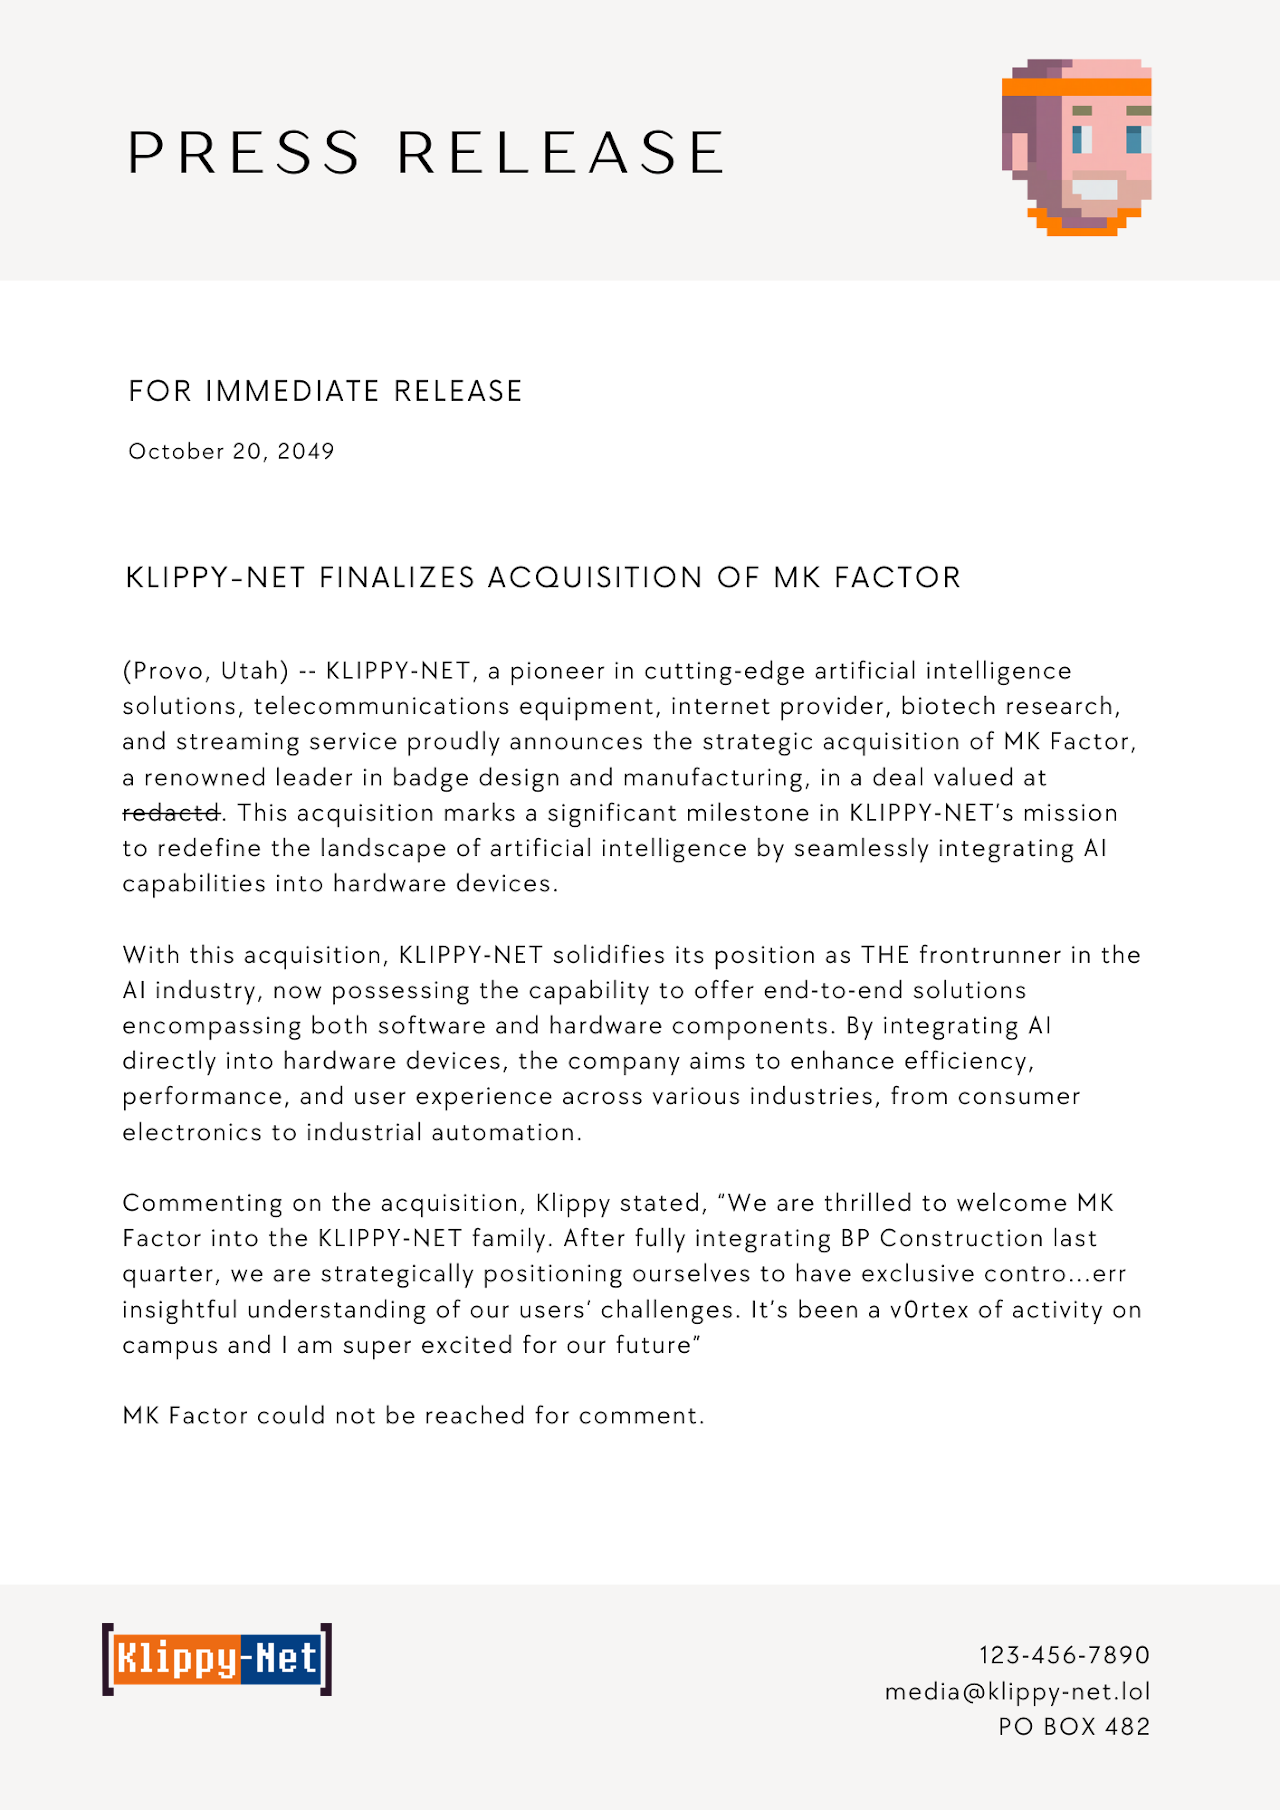 PRESS RELEASE
FOR IMMEDIATE RELEASE
October 20, 2049
KLIPPY-NET FINALIZES ACQUISITION OF MK FACTOR
(Provo, Utah) -- KLIPPY-NET, a pioneer in cutting-edge artificial intelligence
solutions, telecommunications equipment, internet provider, biotech research,
and streaming service proudly announces the strategic acquisition of MK Factor,
a renowned leader in badge design and manufacturing, in a deal valued at
redactd. This acquisition marks a significant milestone in KLIPPY-NET’s mission
to redefine the landscape of artificial intelligence by seamlessly integrating AI
capabilities into hardware devices.
With this acquisition, KLIPPY-NET solidifies its position as THE frontrunner in the
AI industry, now possessing the capability to offer end-to-end solutions
encompassing both software and hardware components. By integrating AI
directly into hardware devices, the company aims to enhance efficiency,
performance, and user experience across various industries, from consumer
electronics to industrial automation.
Commenting on the acquisition, Klippy stated, “We are thrilled to welcome MK
Factor into the KLIPPY-NET family. After fully integrating BP Construction last
quarter, we are strategically positioning ourselves to have exclusive contro...err
insightful understanding of our users’ challenges. It’s been a v0rtex of activity on
campus and I am super excited for our future”
MK Factor could not be reached for comment.
[Klippy-Net]
123-456-7890
media@klippy-net.lol
PO BOX 482